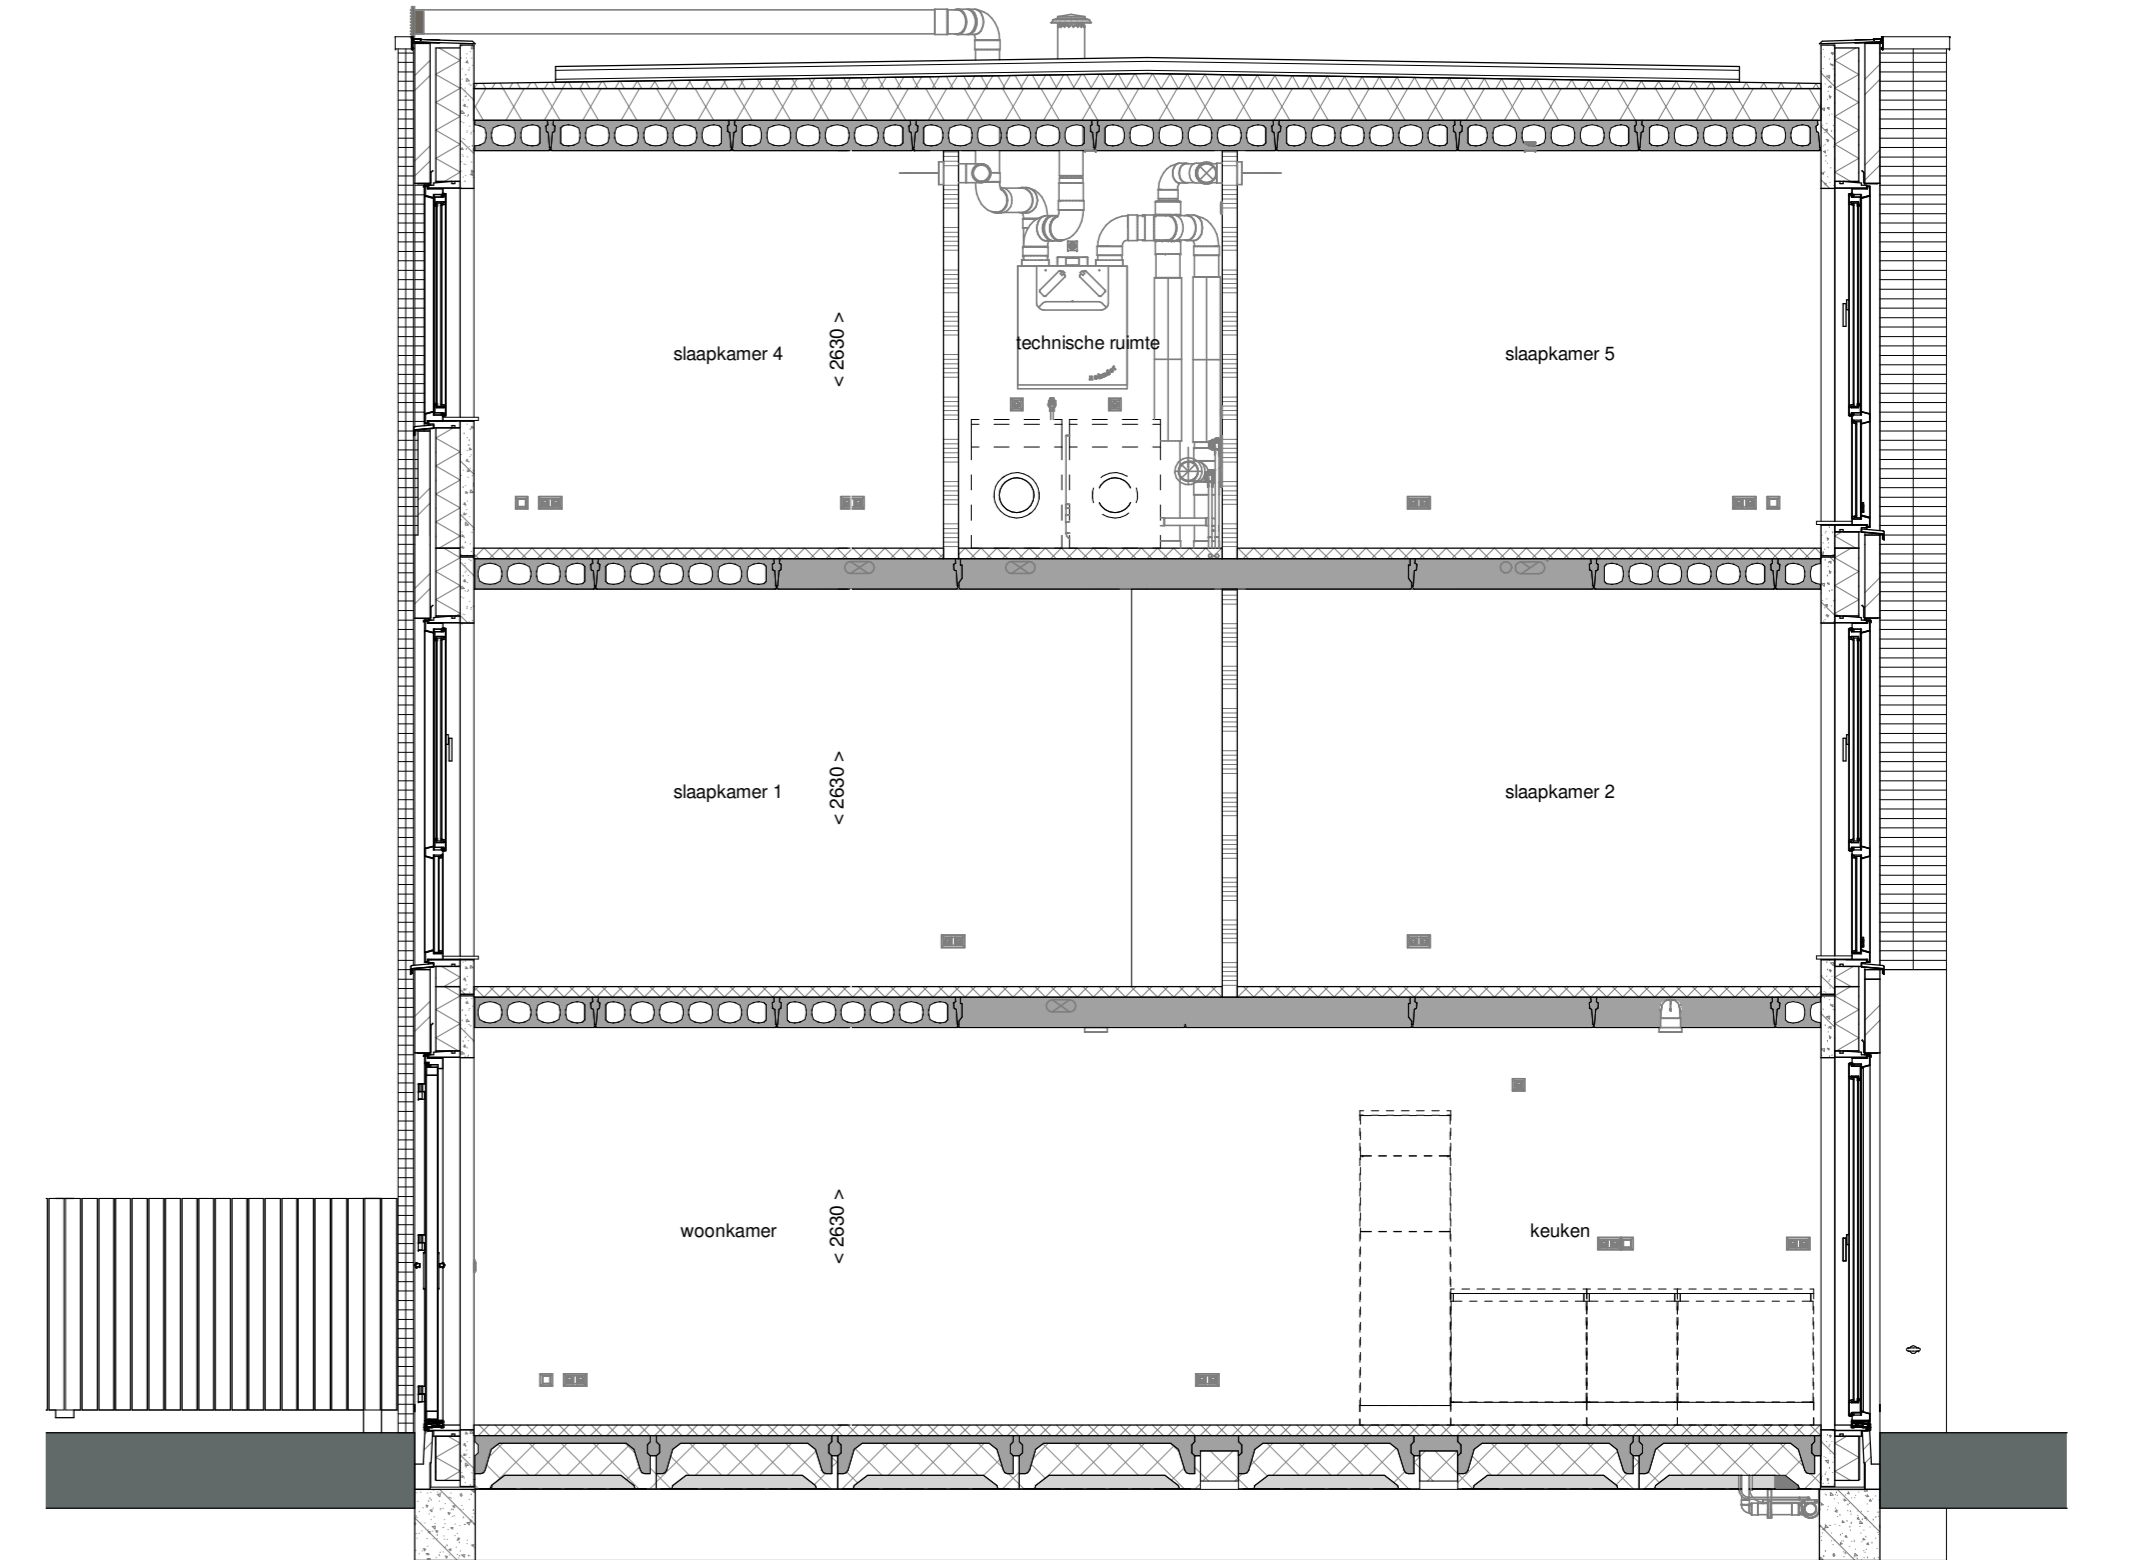 technische ruimte
slaapkamer 4
< 2630 >
slaapkamer 5
slaapkamer 1
< 2630 >
slaapkamer 2
woonkamer
< 2630 >
keuken